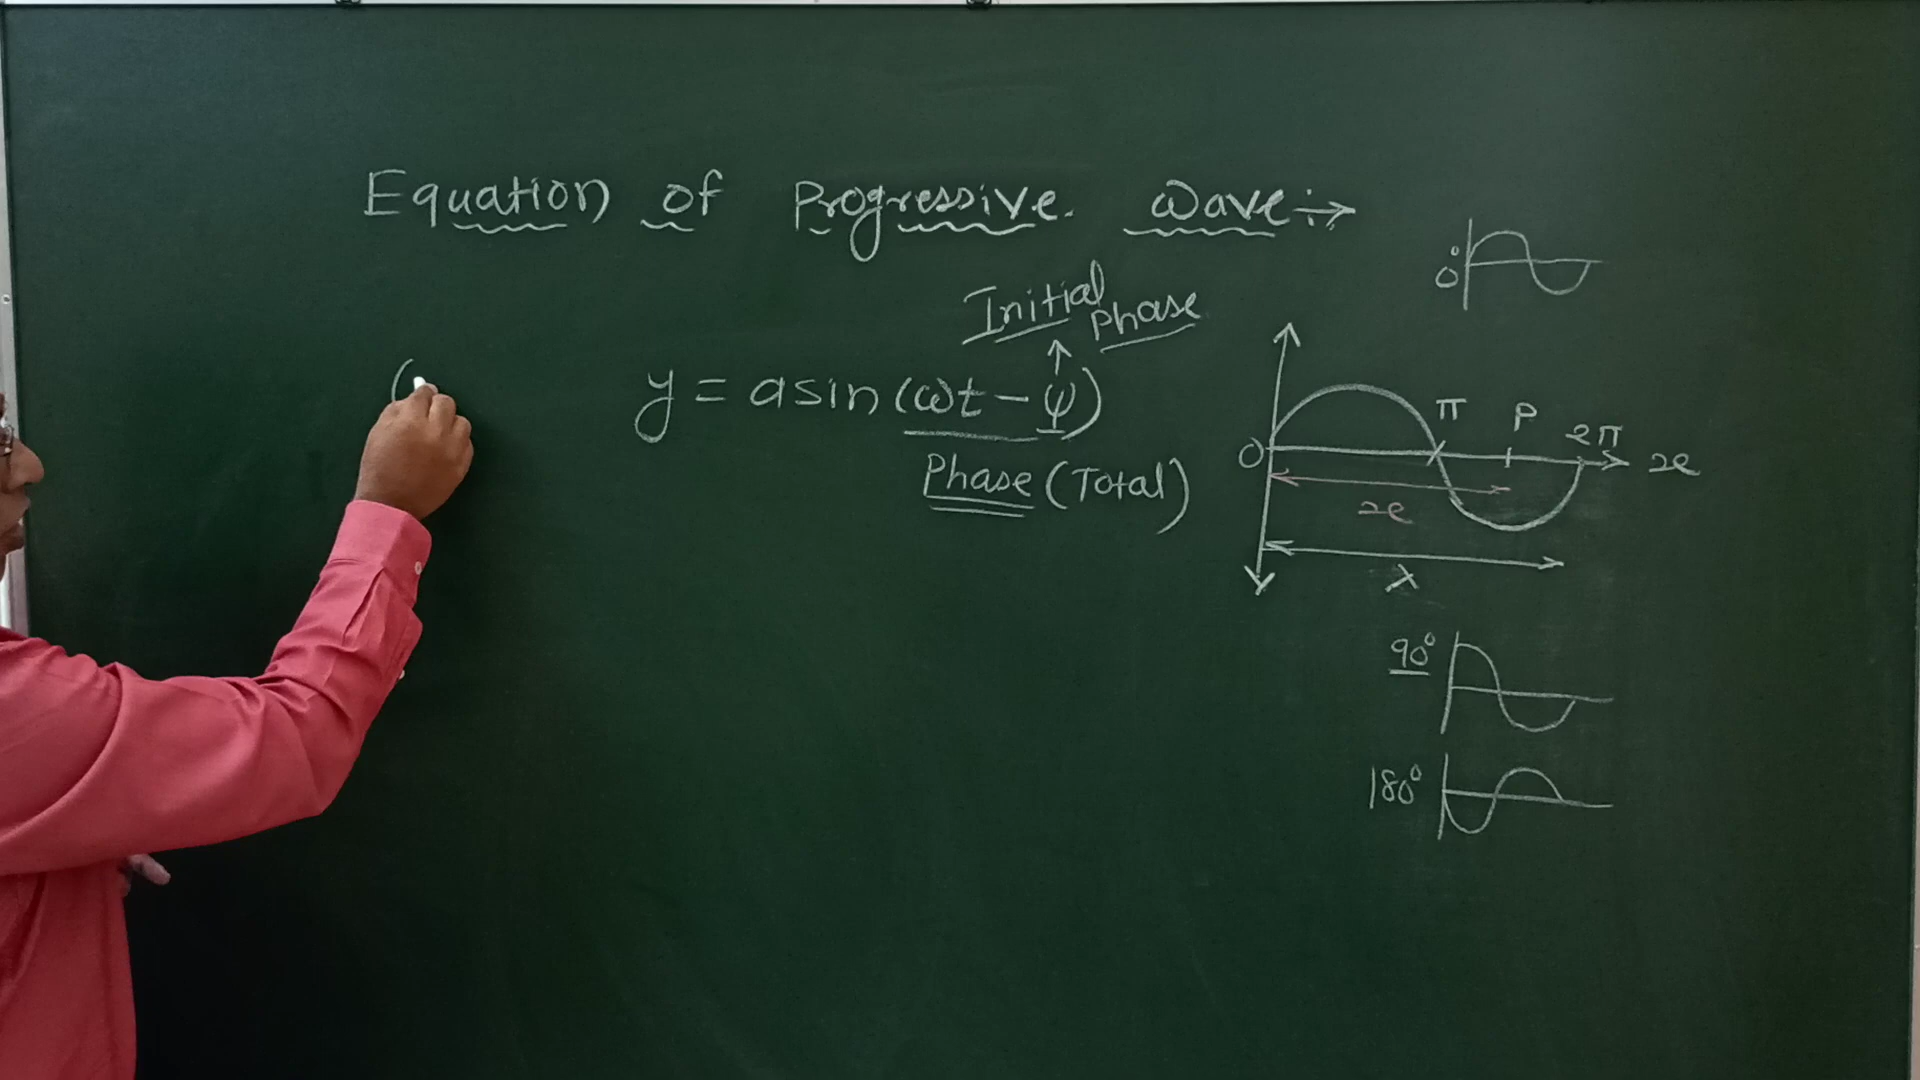 Equation of Progressive Wave :→
0°
Initial Phase
↑
y = a sin (ωt − ψ)
Phase (Total)
O π P 2π x
x
λ
90°
180°
(